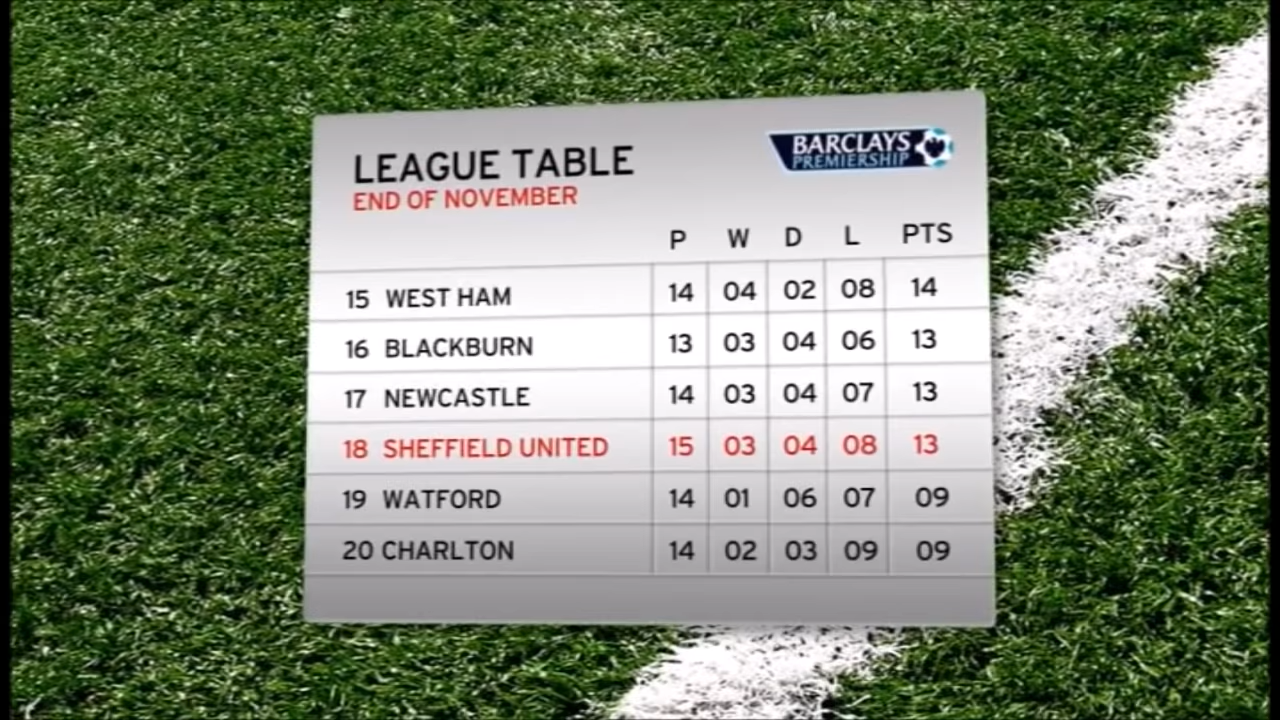 LEAGUE TABLE
END OF NOVEMBER
BARCLAYS
PREMIERSHIP
P W D L PTS
15 WEST HAM 14 04 02 08 14
16 BLACKBURN 13 03 04 06 13
17 NEWCASTLE 14 03 04 07 13
18 SHEFFIELD UNITED 15 03 04 08 13
19 WATFORD 14 01 06 07 09
20 CHARLTON 14 02 03 09 09